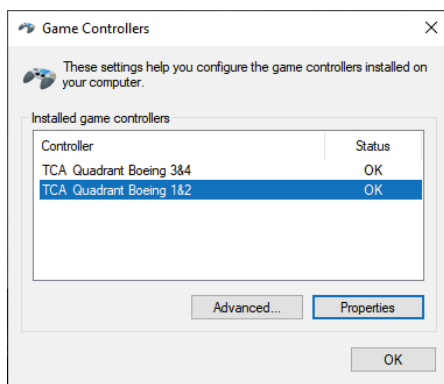 Game Controllers
These settings help you configure the game controllers installed on
your computer.
Installed game controllers
Controller Status
TCA Quadrant Boeing 3&4 OK
TCA Quadrant Boeing 1&2 OK
Advanced... Properties
OK